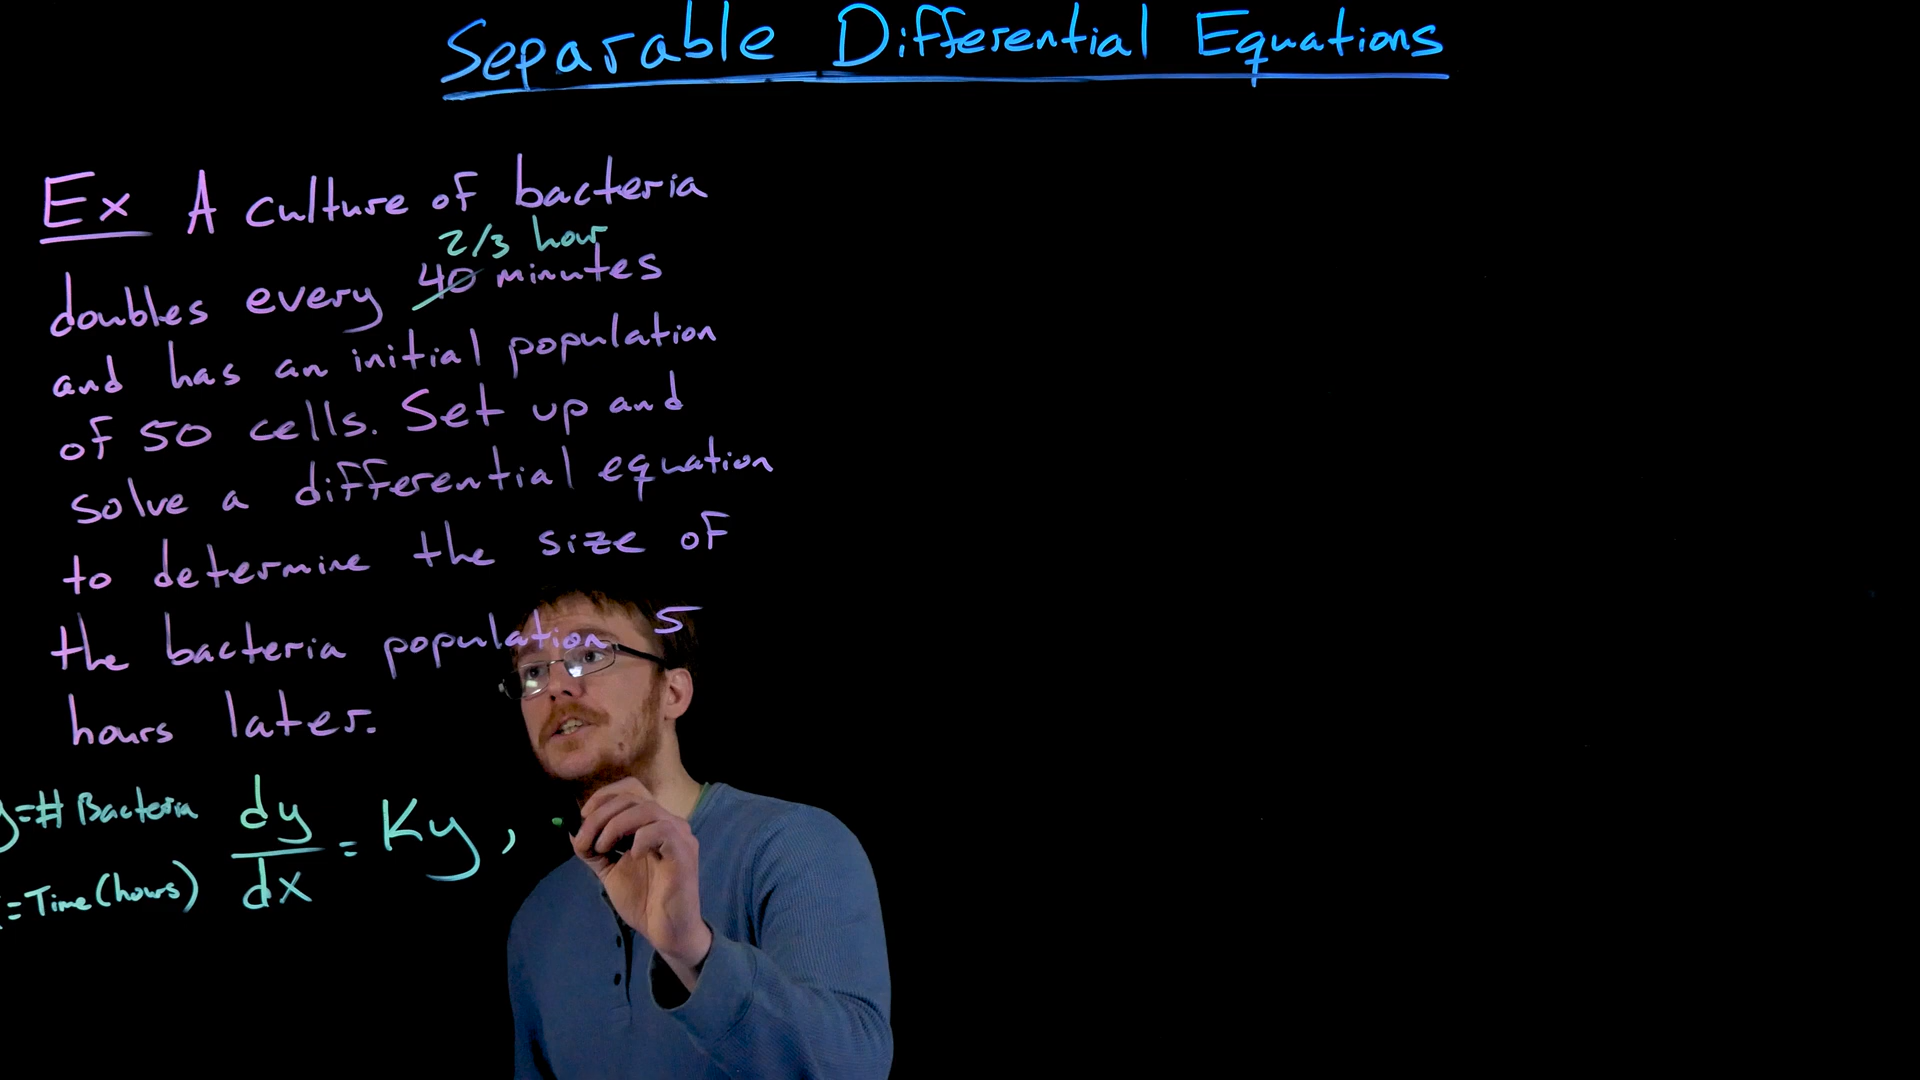 Separable Differential Equations
Ex A culture of bacteria
2/3 hour
doubles every 40 minutes
and has an initial population
of 50 cells. Set up and
solve a differential equation
to determine the size of
the bacteria population 5
hours later.
y=# Bacteria dy/dx = Ky,
=Time (hours)